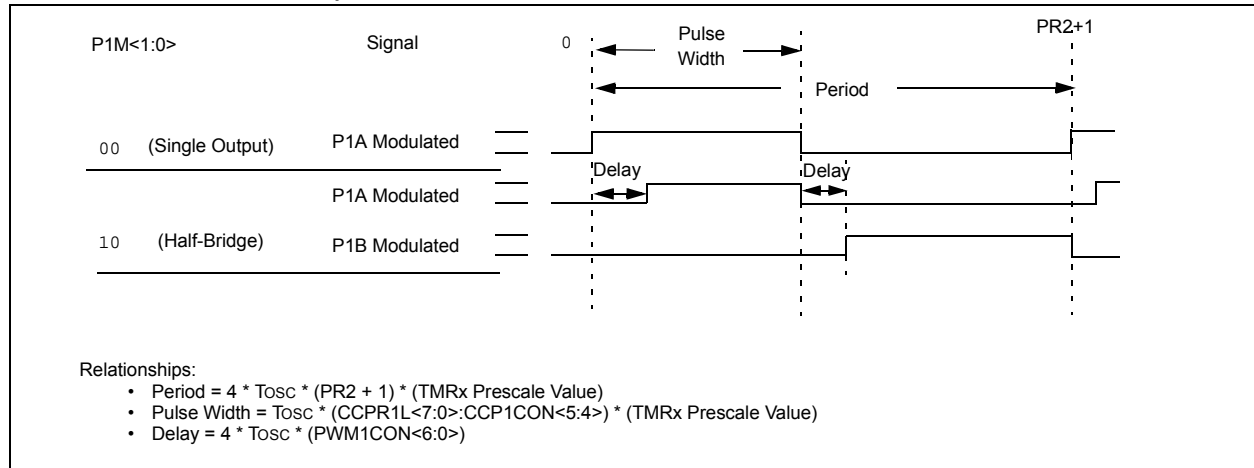 P1M<1:0> Signal 0 Pulse Width PR2+1
Period
00 (Single Output) P1A Modulated
Delay Delay
P1A Modulated
10 (Half-Bridge) P1B Modulated
Relationships:
• Period = 4 * TOSC * (PR2 + 1) * (TMRx Prescale Value)
• Pulse Width = TOSC * (CCPR1L<7:0>:CCP1CON<5:4>) * (TMRx Prescale Value)
• Delay = 4 * TOSC * (PWM1CON<6:0>)